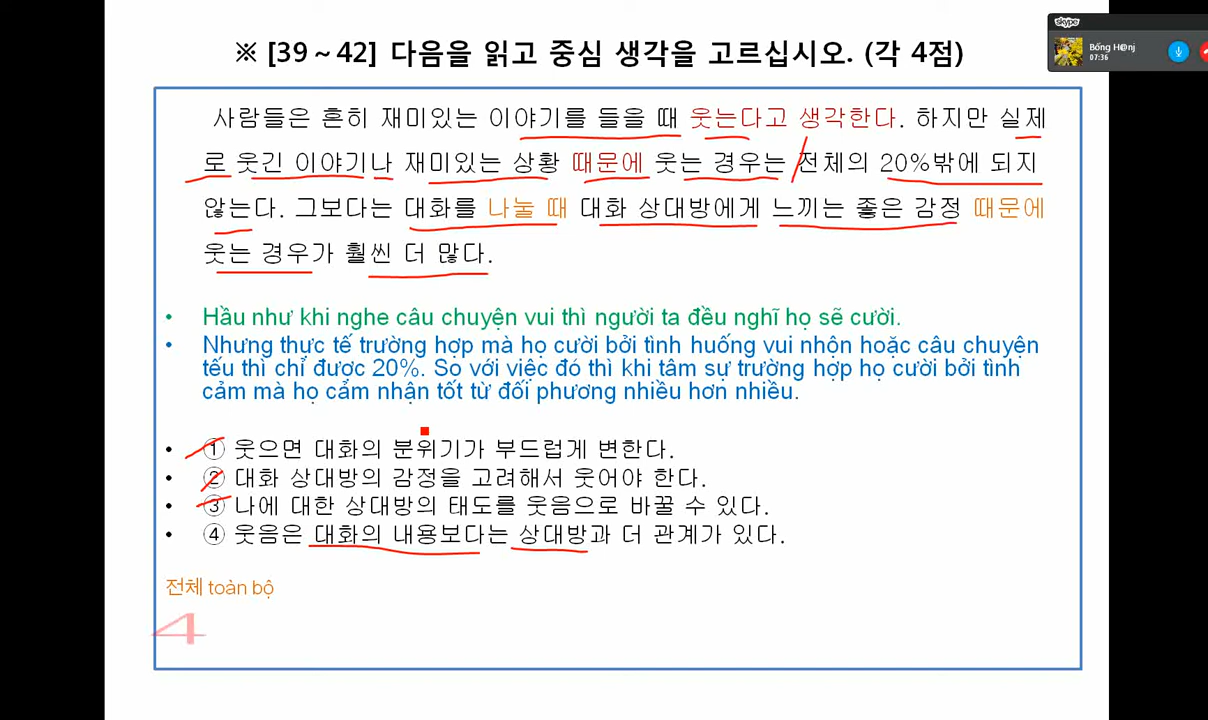 skype
Bống H@nj
07:36
※ [39～42] 다음을 읽고 중심 생각을 고르십시오. (각 4점)
사람들은 흔히 재미있는 이야기를 들을 때 웃는다고 생각한다. 하지만 실제
로 웃긴 이야기나 재미있는 상황 때문에 웃는 경우는 전체의 20%밖에 되지
않는다. 그보다는 대화를 나눌 때 대화 상대방에게 느끼는 좋은 감정 때문에
웃는 경우가 훨씬 더 많다.
• Hầu như khi nghe câu chuyện vui thì người ta đều nghĩ họ sẽ cười.
• Nhưng thực tế trường hợp mà họ cười bởi tình huống vui nhộn hoặc câu chuyện
tếu thì chỉ được 20%. So với việc đó thì khi tâm sự trường hợp họ cười bởi tình
cảm mà họ cẩm nhận tốt từ đối phương nhiều hơn nhiều.
• ① 웃으면 대화의 분위기가 부드럽게 변한다.
• ② 대화 상대방의 감정을 고려해서 웃어야 한다.
• ③ 나에 대한 상대방의 태도를 웃음으로 바꿀 수 있다.
• ④ 웃음은 대화의 내용보다는 상대방과 더 관계가 있다.
전체 toàn bộ
4